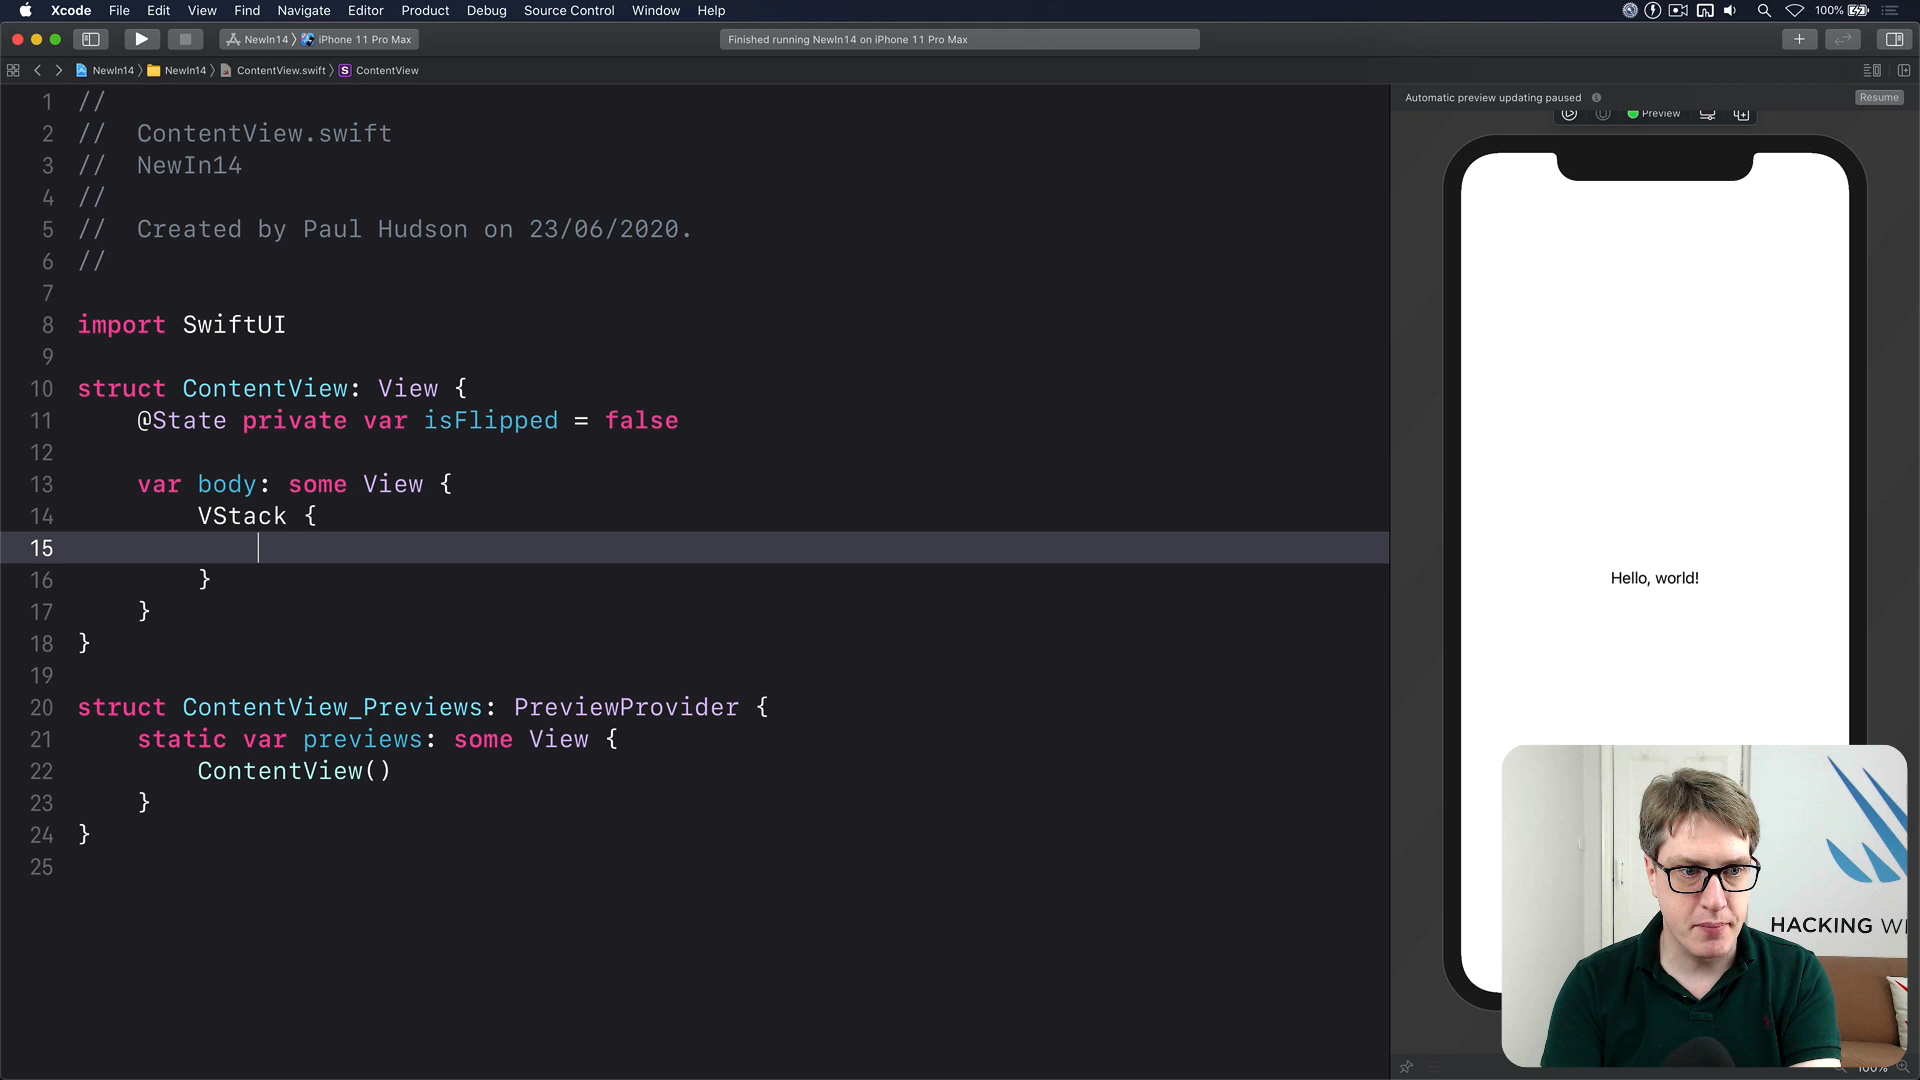 Xcode File Edit View Find Navigate Editor Product Debug Source Control Window Help 100%
NewIn14 iPhone 11 Pro Max Finished running NewIn14 on iPhone 11 Pro Max
NewIn14 NewIn14 ContentView.swift S ContentView
Automatic preview updating paused Resume
Preview
1 //
2 //  ContentView.swift
3 //  NewIn14
4 //
5 //  Created by Paul Hudson on 23/06/2020.
6 //
7
8 import SwiftUI
9
10 struct ContentView: View {
11     @State private var isFlipped = false
12
13     var body: some View {
14         VStack {
15
16         }
17     }
18 }
19
20 struct ContentView_Previews: PreviewProvider {
21     static var previews: some View {
22         ContentView()
23     }
24 }
25
Hello, world!
HACKING WI
100%